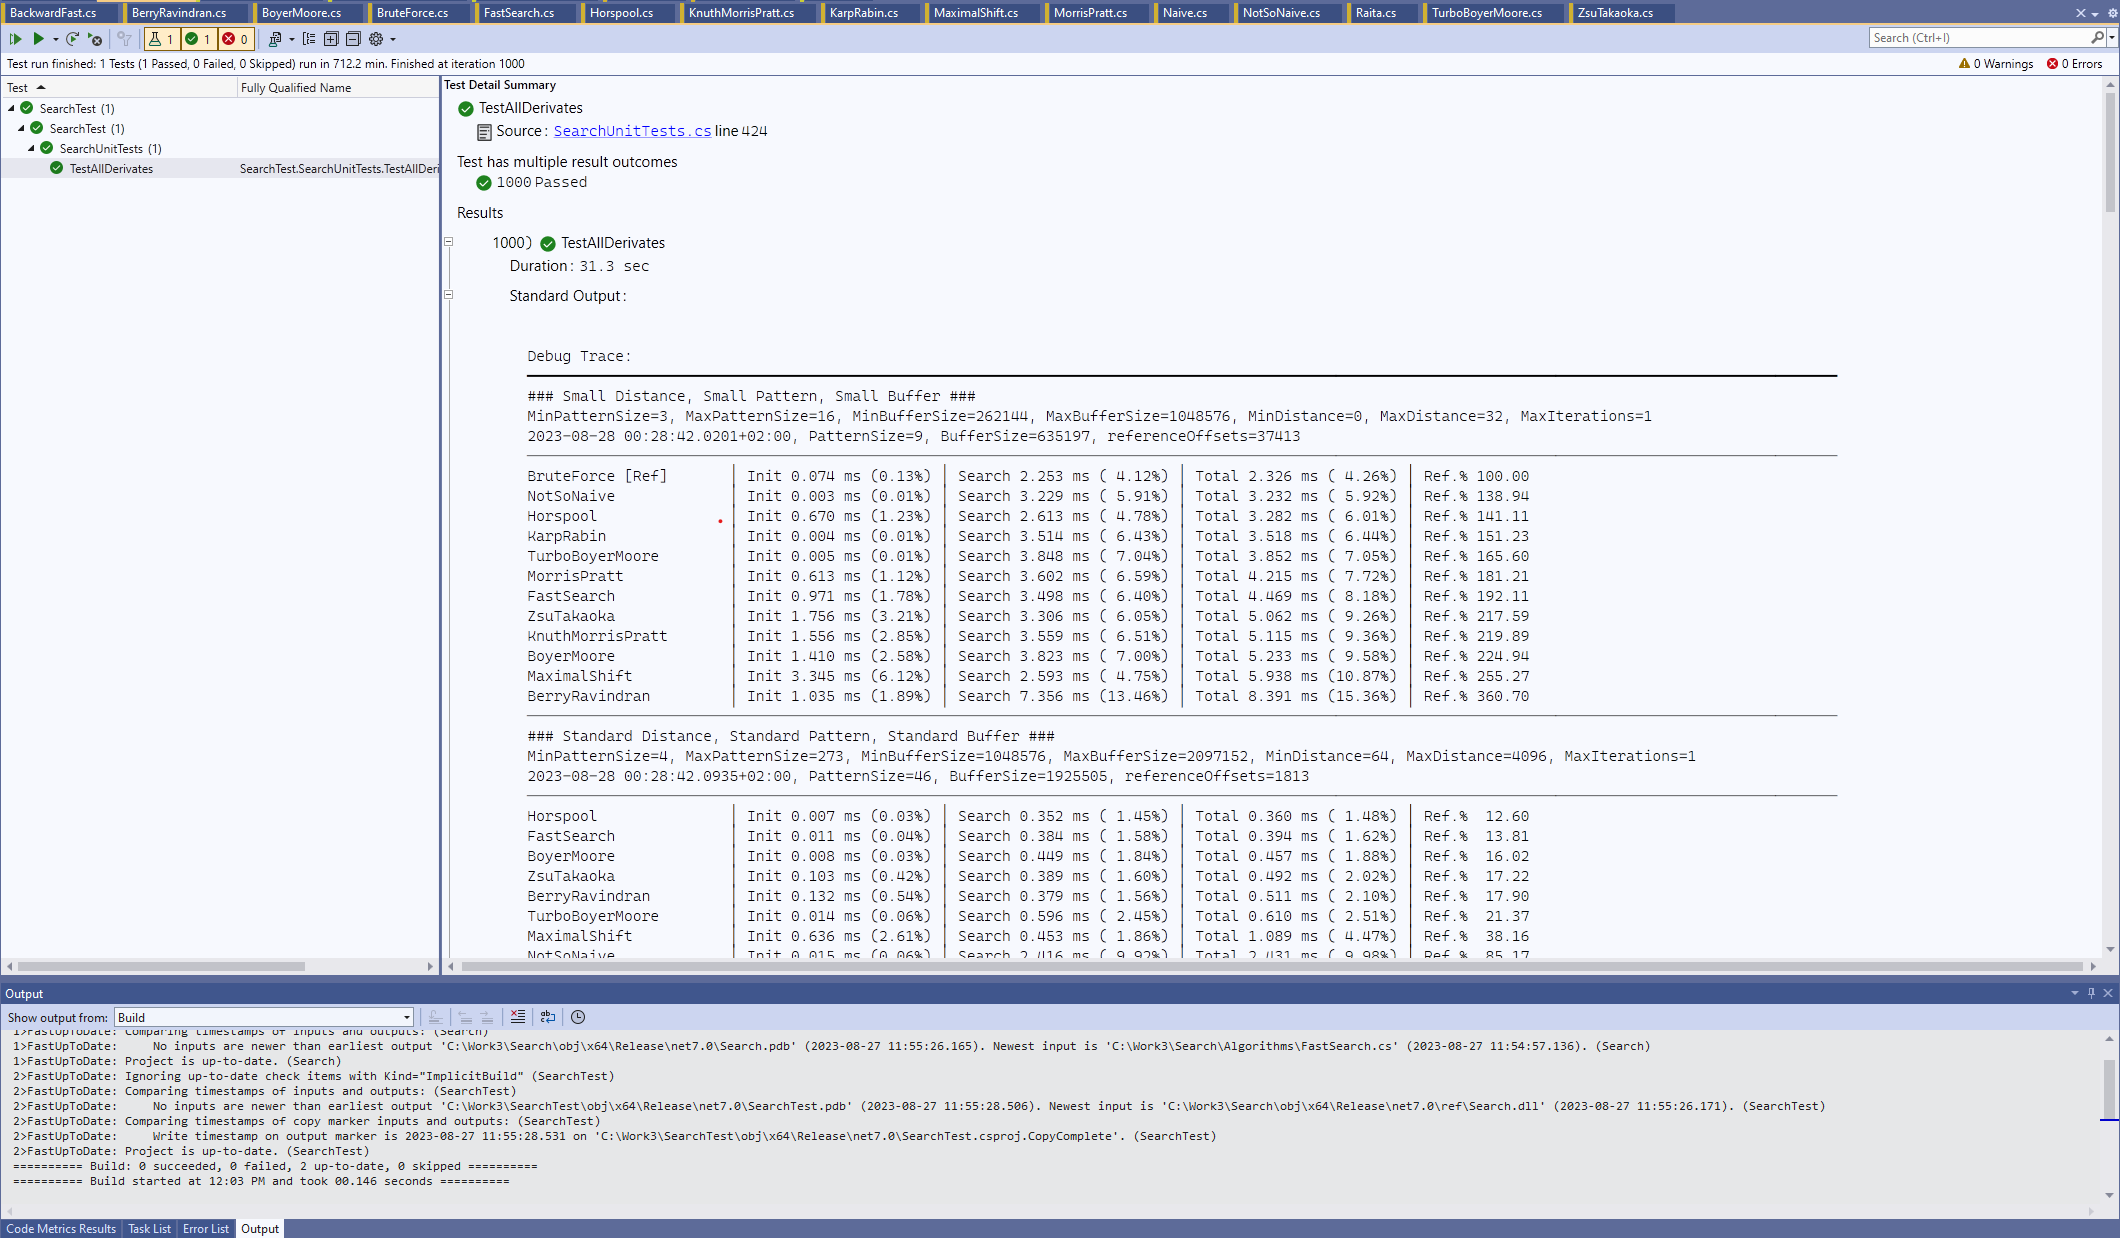 BackwardFast.cs BerryRavindran.cs BoyerMoore.cs BruteForce.cs FastSearch.cs Horspool.cs KnuthMorrisPratt.cs KarpRabin.cs MaximalShift.cs MorrisPratt.cs Naive.cs NotSoNaive.cs Raita.cs TurboBoyerMoore.cs ZsuTakaoka.cs
1 1 0 Search (Ctrl+I)
Test run finished: 1 Tests (1 Passed, 0 Failed, 0 Skipped) run in 712.2 min. Finished at iteration 1000 0 Warnings 0 Errors
Test Fully Qualified Name
SearchTest (1)
SearchTest (1)
SearchUnitTests (1)
TestAllDerivates SearchTest.SearchUnitTests.TestAllDeri
Test Detail Summary
TestAllDerivates
Source: SearchUnitTests.cs line 424
Test has multiple result outcomes
1000 Passed
Results
1000) TestAllDerivates
Duration: 31.3 sec
Standard Output:
Debug Trace:
### Small Distance, Small Pattern, Small Buffer ###
MinPatternSize=3, MaxPatternSize=16, MinBufferSize=262144, MaxBufferSize=1048576, MinDistance=0, MaxDistance=32, MaxIterations=1
2023-08-28 00:28:42.0201+02:00, PatternSize=9, BufferSize=635197, referenceOffsets=37413
BruteForce [Ref] | Init 0.074 ms (0.13%) | Search 2.253 ms ( 4.12%) | Total 2.326 ms ( 4.26%) | Ref.% 100.00
NotSoNaive | Init 0.003 ms (0.01%) | Search 3.229 ms ( 5.91%) | Total 3.232 ms ( 5.92%) | Ref.% 138.94
Horspool | Init 0.670 ms (1.23%) | Search 2.613 ms ( 4.78%) | Total 3.282 ms ( 6.01%) | Ref.% 141.11
KarpRabin | Init 0.004 ms (0.01%) | Search 3.514 ms ( 6.43%) | Total 3.518 ms ( 6.44%) | Ref.% 151.23
TurboBoyerMoore | Init 0.005 ms (0.01%) | Search 3.848 ms ( 7.04%) | Total 3.852 ms ( 7.05%) | Ref.% 165.60
MorrisPratt | Init 0.613 ms (1.12%) | Search 3.602 ms ( 6.59%) | Total 4.215 ms ( 7.72%) | Ref.% 181.21
FastSearch | Init 0.971 ms (1.78%) | Search 3.498 ms ( 6.40%) | Total 4.469 ms ( 8.18%) | Ref.% 192.11
ZsuTakaoka | Init 1.756 ms (3.21%) | Search 3.306 ms ( 6.05%) | Total 5.062 ms ( 9.26%) | Ref.% 217.59
KnuthMorrisPratt | Init 1.556 ms (2.85%) | Search 3.559 ms ( 6.51%) | Total 5.115 ms ( 9.36%) | Ref.% 219.89
BoyerMoore | Init 1.410 ms (2.58%) | Search 3.823 ms ( 7.00%) | Total 5.233 ms ( 9.58%) | Ref.% 224.94
MaximalShift | Init 3.345 ms (6.12%) | Search 2.593 ms ( 4.75%) | Total 5.938 ms (10.87%) | Ref.% 255.27
BerryRavindran | Init 1.035 ms (1.89%) | Search 7.356 ms (13.46%) | Total 8.391 ms (15.36%) | Ref.% 360.70
### Standard Distance, Standard Pattern, Standard Buffer ###
MinPatternSize=4, MaxPatternSize=273, MinBufferSize=1048576, MaxBufferSize=2097152, MinDistance=64, MaxDistance=4096, MaxIterations=1
2023-08-28 00:28:42.0935+02:00, PatternSize=46, BufferSize=1925505, referenceOffsets=1813
Horspool | Init 0.007 ms (0.03%) | Search 0.352 ms ( 1.45%) | Total 0.360 ms ( 1.48%) | Ref.% 12.60
FastSearch | Init 0.011 ms (0.04%) | Search 0.384 ms ( 1.58%) | Total 0.394 ms ( 1.62%) | Ref.% 13.81
BoyerMoore | Init 0.008 ms (0.03%) | Search 0.449 ms ( 1.84%) | Total 0.457 ms ( 1.88%) | Ref.% 16.02
ZsuTakaoka | Init 0.103 ms (0.42%) | Search 0.389 ms ( 1.60%) | Total 0.492 ms ( 2.02%) | Ref.% 17.22
BerryRavindran | Init 0.132 ms (0.54%) | Search 0.379 ms ( 1.56%) | Total 0.511 ms ( 2.10%) | Ref.% 17.90
TurboBoyerMoore | Init 0.014 ms (0.06%) | Search 0.596 ms ( 2.45%) | Total 0.610 ms ( 2.51%) | Ref.% 21.37
MaximalShift | Init 0.636 ms (2.61%) | Search 0.453 ms ( 1.86%) | Total 1.089 ms ( 4.47%) | Ref.% 38.16
NotSoNaive | Init 0.015 ms (0.06%) | Search 2.416 ms ( 9.92%) | Total 2.431 ms ( 9.98%) | Ref.% 85.17
Output
Show output from: Build
1>FastUpToDate: Comparing timestamps of inputs and outputs: (Search)
1>FastUpToDate: No inputs are newer than earliest output 'C:\Work3\Search\obj\x64\Release\net7.0\Search.pdb' (2023-08-27 11:55:26.165). Newest input is 'C:\Work3\Search\Algorithms\FastSearch.cs' (2023-08-27 11:54:57.136). (Search)
1>FastUpToDate: Project is up-to-date. (Search)
2>FastUpToDate: Ignoring up-to-date check items with Kind="ImplicitBuild" (SearchTest)
2>FastUpToDate: Comparing timestamps of inputs and outputs: (SearchTest)
2>FastUpToDate: No inputs are newer than earliest output 'C:\Work3\SearchTest\obj\x64\Release\net7.0\SearchTest.pdb' (2023-08-27 11:55:28.506). Newest input is 'C:\Work3\Search\obj\x64\Release\net7.0\ref\Search.dll' (2023-08-27 11:55:26.171). (SearchTest)
2>FastUpToDate: Comparing timestamps of copy marker inputs and outputs: (SearchTest)
2>FastUpToDate: Write timestamp on output marker is 2023-08-27 11:55:28.531 on 'C:\Work3\SearchTest\obj\x64\Release\net7.0\SearchTest.csproj.CopyComplete'. (SearchTest)
2>FastUpToDate: Project is up-to-date. (SearchTest)
========== Build: 0 succeeded, 0 failed, 2 up-to-date, 0 skipped ==========
========== Build started at 12:03 PM and took 00.146 seconds ==========
Code Metrics Results Task List Error List Output